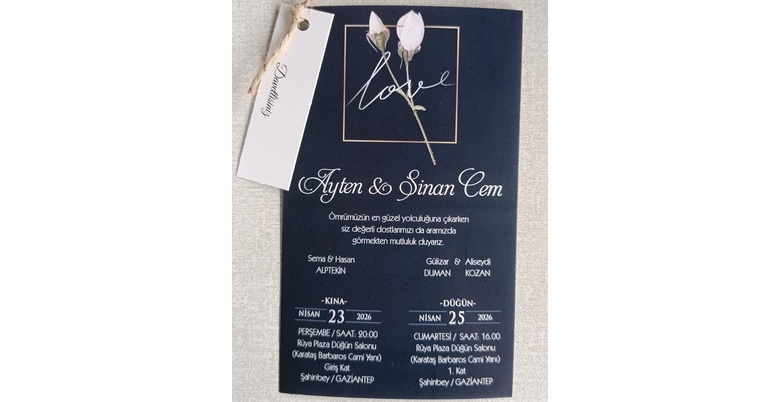 Davetlisiniz
love
Ayten & Sinan Cem
Ömrümüzün en güzel yolculuğuna çıkarken
siz değerli dostlarımızı da aramızda
görmekten mutluluk duyarız.
Sema & Hasan
ALPTEKİN
Gülizar & Aliseydi
DUMAN KOZAN
-KINA-
NİSAN 23 2026
PERŞEMBE / SAAT: 20:00
Rüya Plaza Düğün Salonu
(Karataş Barbaros Cami Yanı)
Giriş Kat
Şahinbey / GAZİANTEP
-DÜĞÜN-
NİSAN 25 2026
CUMARTESİ / SAAT: 16.00
Rüya Plaza Düğün Salonu
(Karataş Barbaros Cami Yanı)
1. Kat
Şahinbey / GAZİANTEP